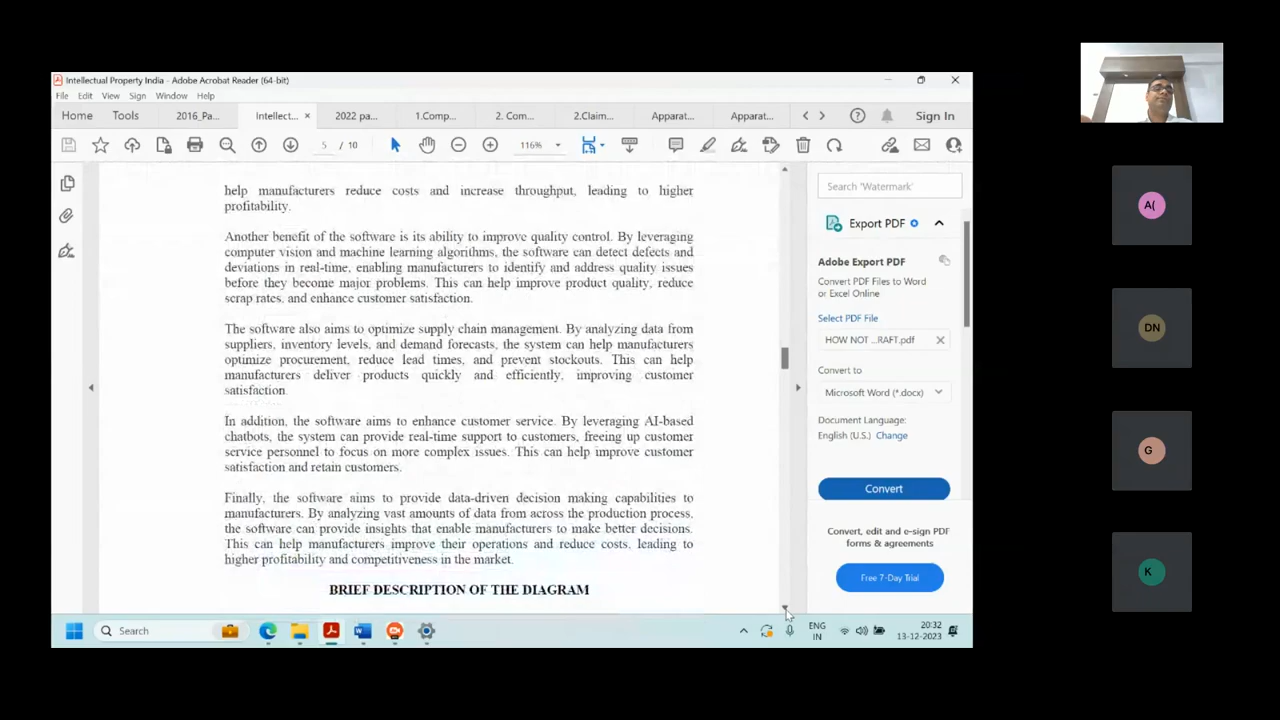 Intellectual Property India - Adobe Acrobat Reader (64-bit)
File Edit View Sign Window Help
Home Tools 2016_Pa... Intellect... × 2022 pa... 1.Comp... 2. Com... 2.Claim... Apparat... Apparat... Sign In
5 / 10 116%
help manufacturers reduce costs and increase throughput, leading to higher
profitability.
Another benefit of the software is its ability to improve quality control. By leveraging
computer vision and machine learning algorithms, the software can detect defects and
deviations in real-time, enabling manufacturers to identify and address quality issues
before they become major problems. This can help improve product quality, reduce
scrap rates, and enhance customer satisfaction.
The software also aims to optimize supply chain management. By analyzing data from
suppliers, inventory levels, and demand forecasts, the system can help manufacturers
optimize procurement, reduce lead times, and prevent stockouts. This can help
manufacturers deliver products quickly and efficiently, improving customer
satisfaction.
In addition, the software aims to enhance customer service. By leveraging AI-based
chatbots, the system can provide real-time support to customers, freeing up customer
service personnel to focus on more complex issues. This can help improve customer
satisfaction and retain customers.
Finally, the software aims to provide data-driven decision making capabilities to
manufacturers. By analyzing vast amounts of data from across the production process,
the software can provide insights that enable manufacturers to make better decisions.
This can help manufacturers improve their operations and reduce costs, leading to
higher profitability and competitiveness in the market.
BRIEF DESCRIPTION OF THE DIAGRAM
Search 'Watermark'
Export PDF
Adobe Export PDF
Convert PDF Files to Word
or Excel Online
Select PDF File
HOW NOT ...RAFT.pdf
Convert to
Microsoft Word (*.docx)
Document Language:
English (U.S.) Change
Convert
Convert, edit and e-sign PDF
forms & agreements
Free 7-Day Trial
Search
ENG
IN
20:32
13-12-2023
A(
DN
G
K